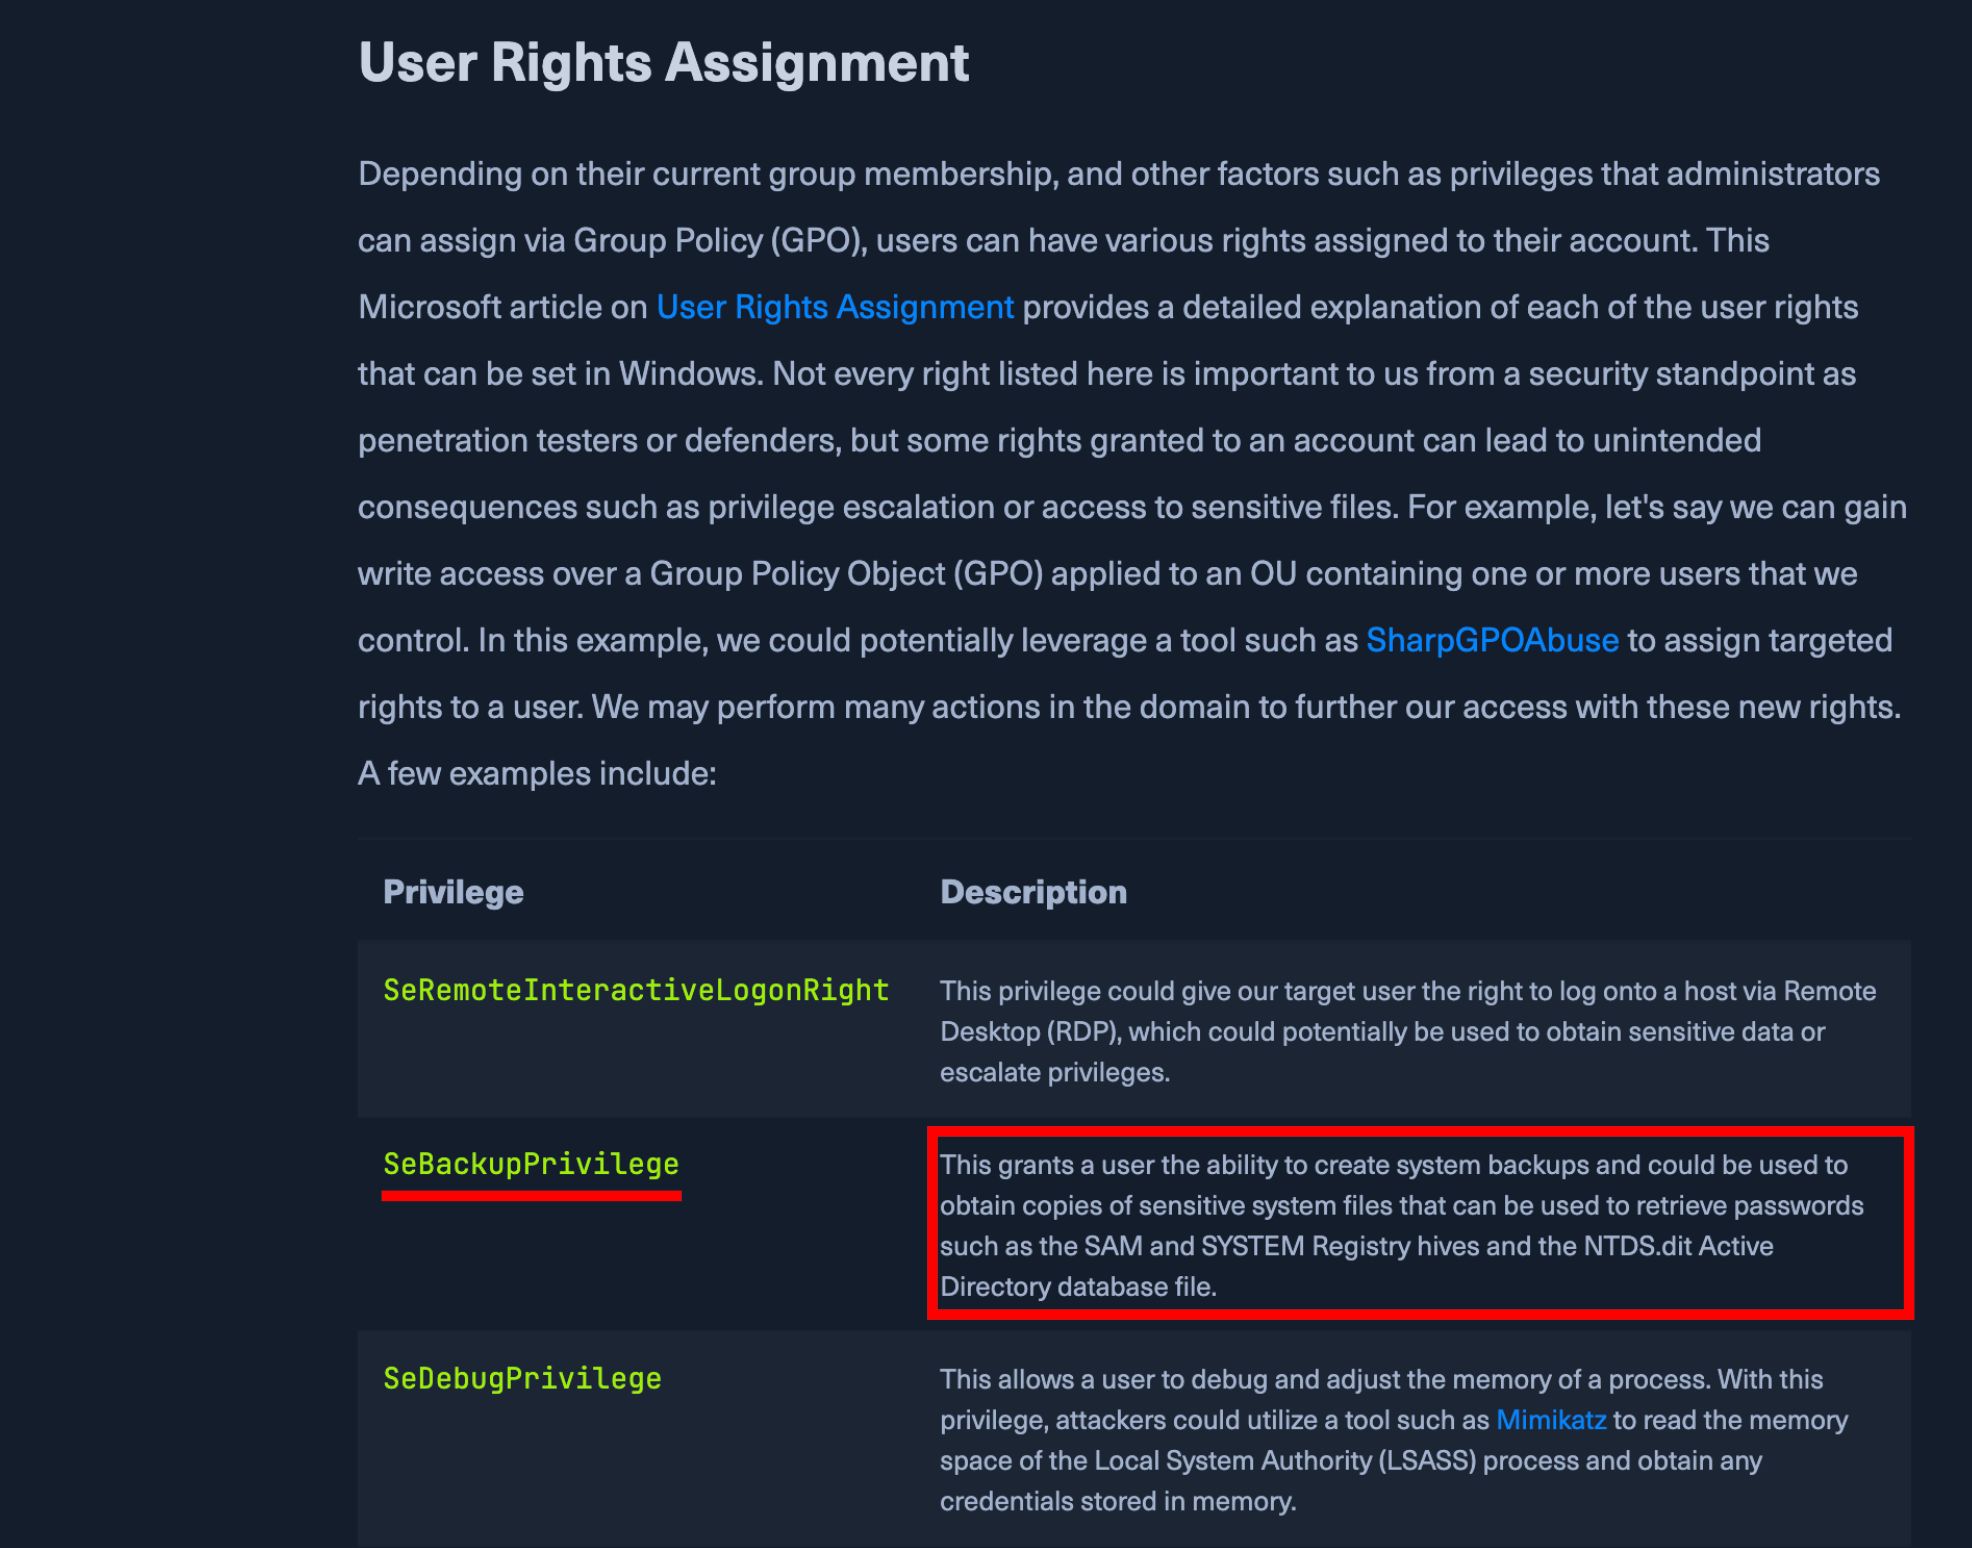 User Rights Assignment
Depending on their current group membership, and other factors such as privileges that administrators
can assign via Group Policy (GPO), users can have various rights assigned to their account. This
Microsoft article on User Rights Assignment provides a detailed explanation of each of the user rights
that can be set in Windows. Not every right listed here is important to us from a security standpoint as
penetration testers or defenders, but some rights granted to an account can lead to unintended
consequences such as privilege escalation or access to sensitive files. For example, let's say we can gain
write access over a Group Policy Object (GPO) applied to an OU containing one or more users that we
control. In this example, we could potentially leverage a tool such as SharpGPOAbuse to assign targeted
rights to a user. We may perform many actions in the domain to further our access with these new rights.
A few examples include:
Privilege Description
SeRemoteInteractiveLogonRight This privilege could give our target user the right to log onto a host via Remote
Desktop (RDP), which could potentially be used to obtain sensitive data or
escalate privileges.
SeBackupPrivilege This grants a user the ability to create system backups and could be used to
obtain copies of sensitive system files that can be used to retrieve passwords
such as the SAM and SYSTEM Registry hives and the NTDS.dit Active
Directory database file.
SeDebugPrivilege This allows a user to debug and adjust the memory of a process. With this
privilege, attackers could utilize a tool such as Mimikatz to read the memory
space of the Local System Authority (LSASS) process and obtain any
credentials stored in memory.